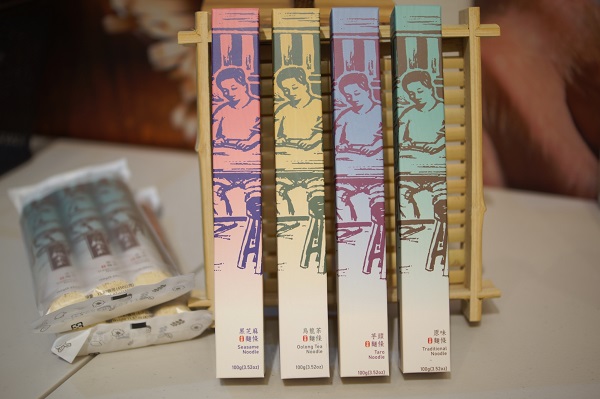 黑芝麻
麵條
Seasame
Noodle
100g(3.52oz)
烏龍茶
麵條
Oolong Tea
Noodle
100g(3.52oz)
芋頭
麵條
Taro
Noodle
100g(3.52oz)
原味
麵條
Traditional
Noodle
100g(3.52oz)